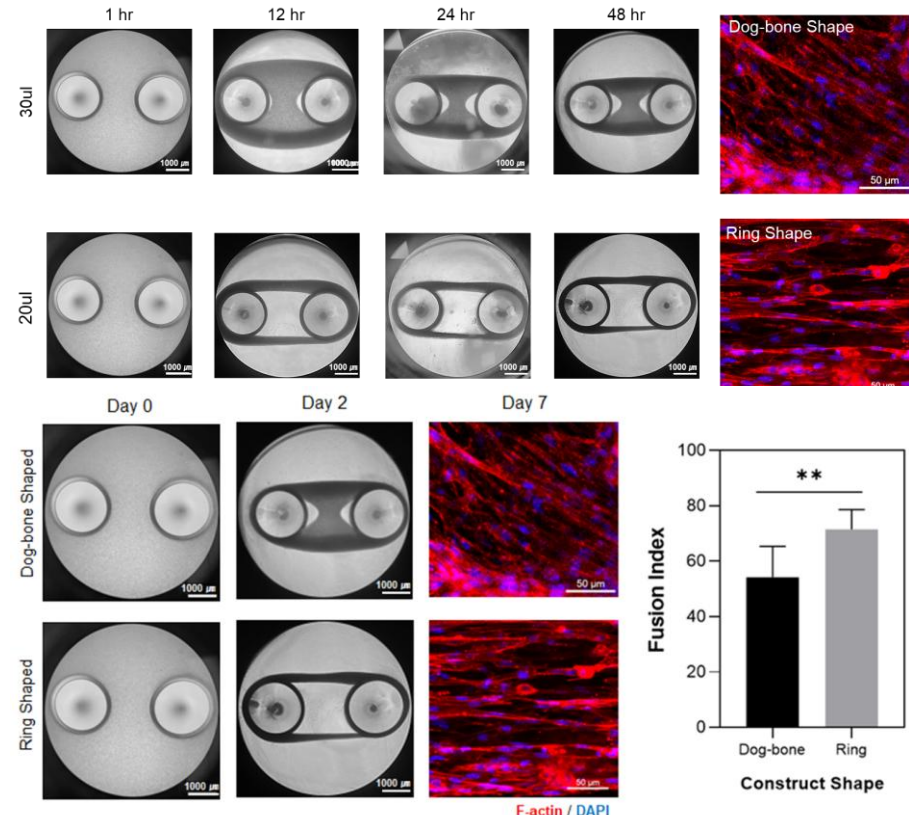 1 hr 12 hr 24 hr 48 hr
Dog-bone Shape
30ul
1000 µm 1000 µm 1000 µm 1000 µm
50 µm
Ring Shape
20ul
1000 µm 1000 µm 1000 µm 1000 µm
50 µm
Day 0 Day 2 Day 7
Dog-bone Shaped
1000 µm 1000 µm 50 µm
Ring Shaped
1000 µm 1000 µm 50 µm
F-actin / DAPI
100
**
80
60
40
20
0
Fusion Index
Dog-bone Ring
Construct Shape